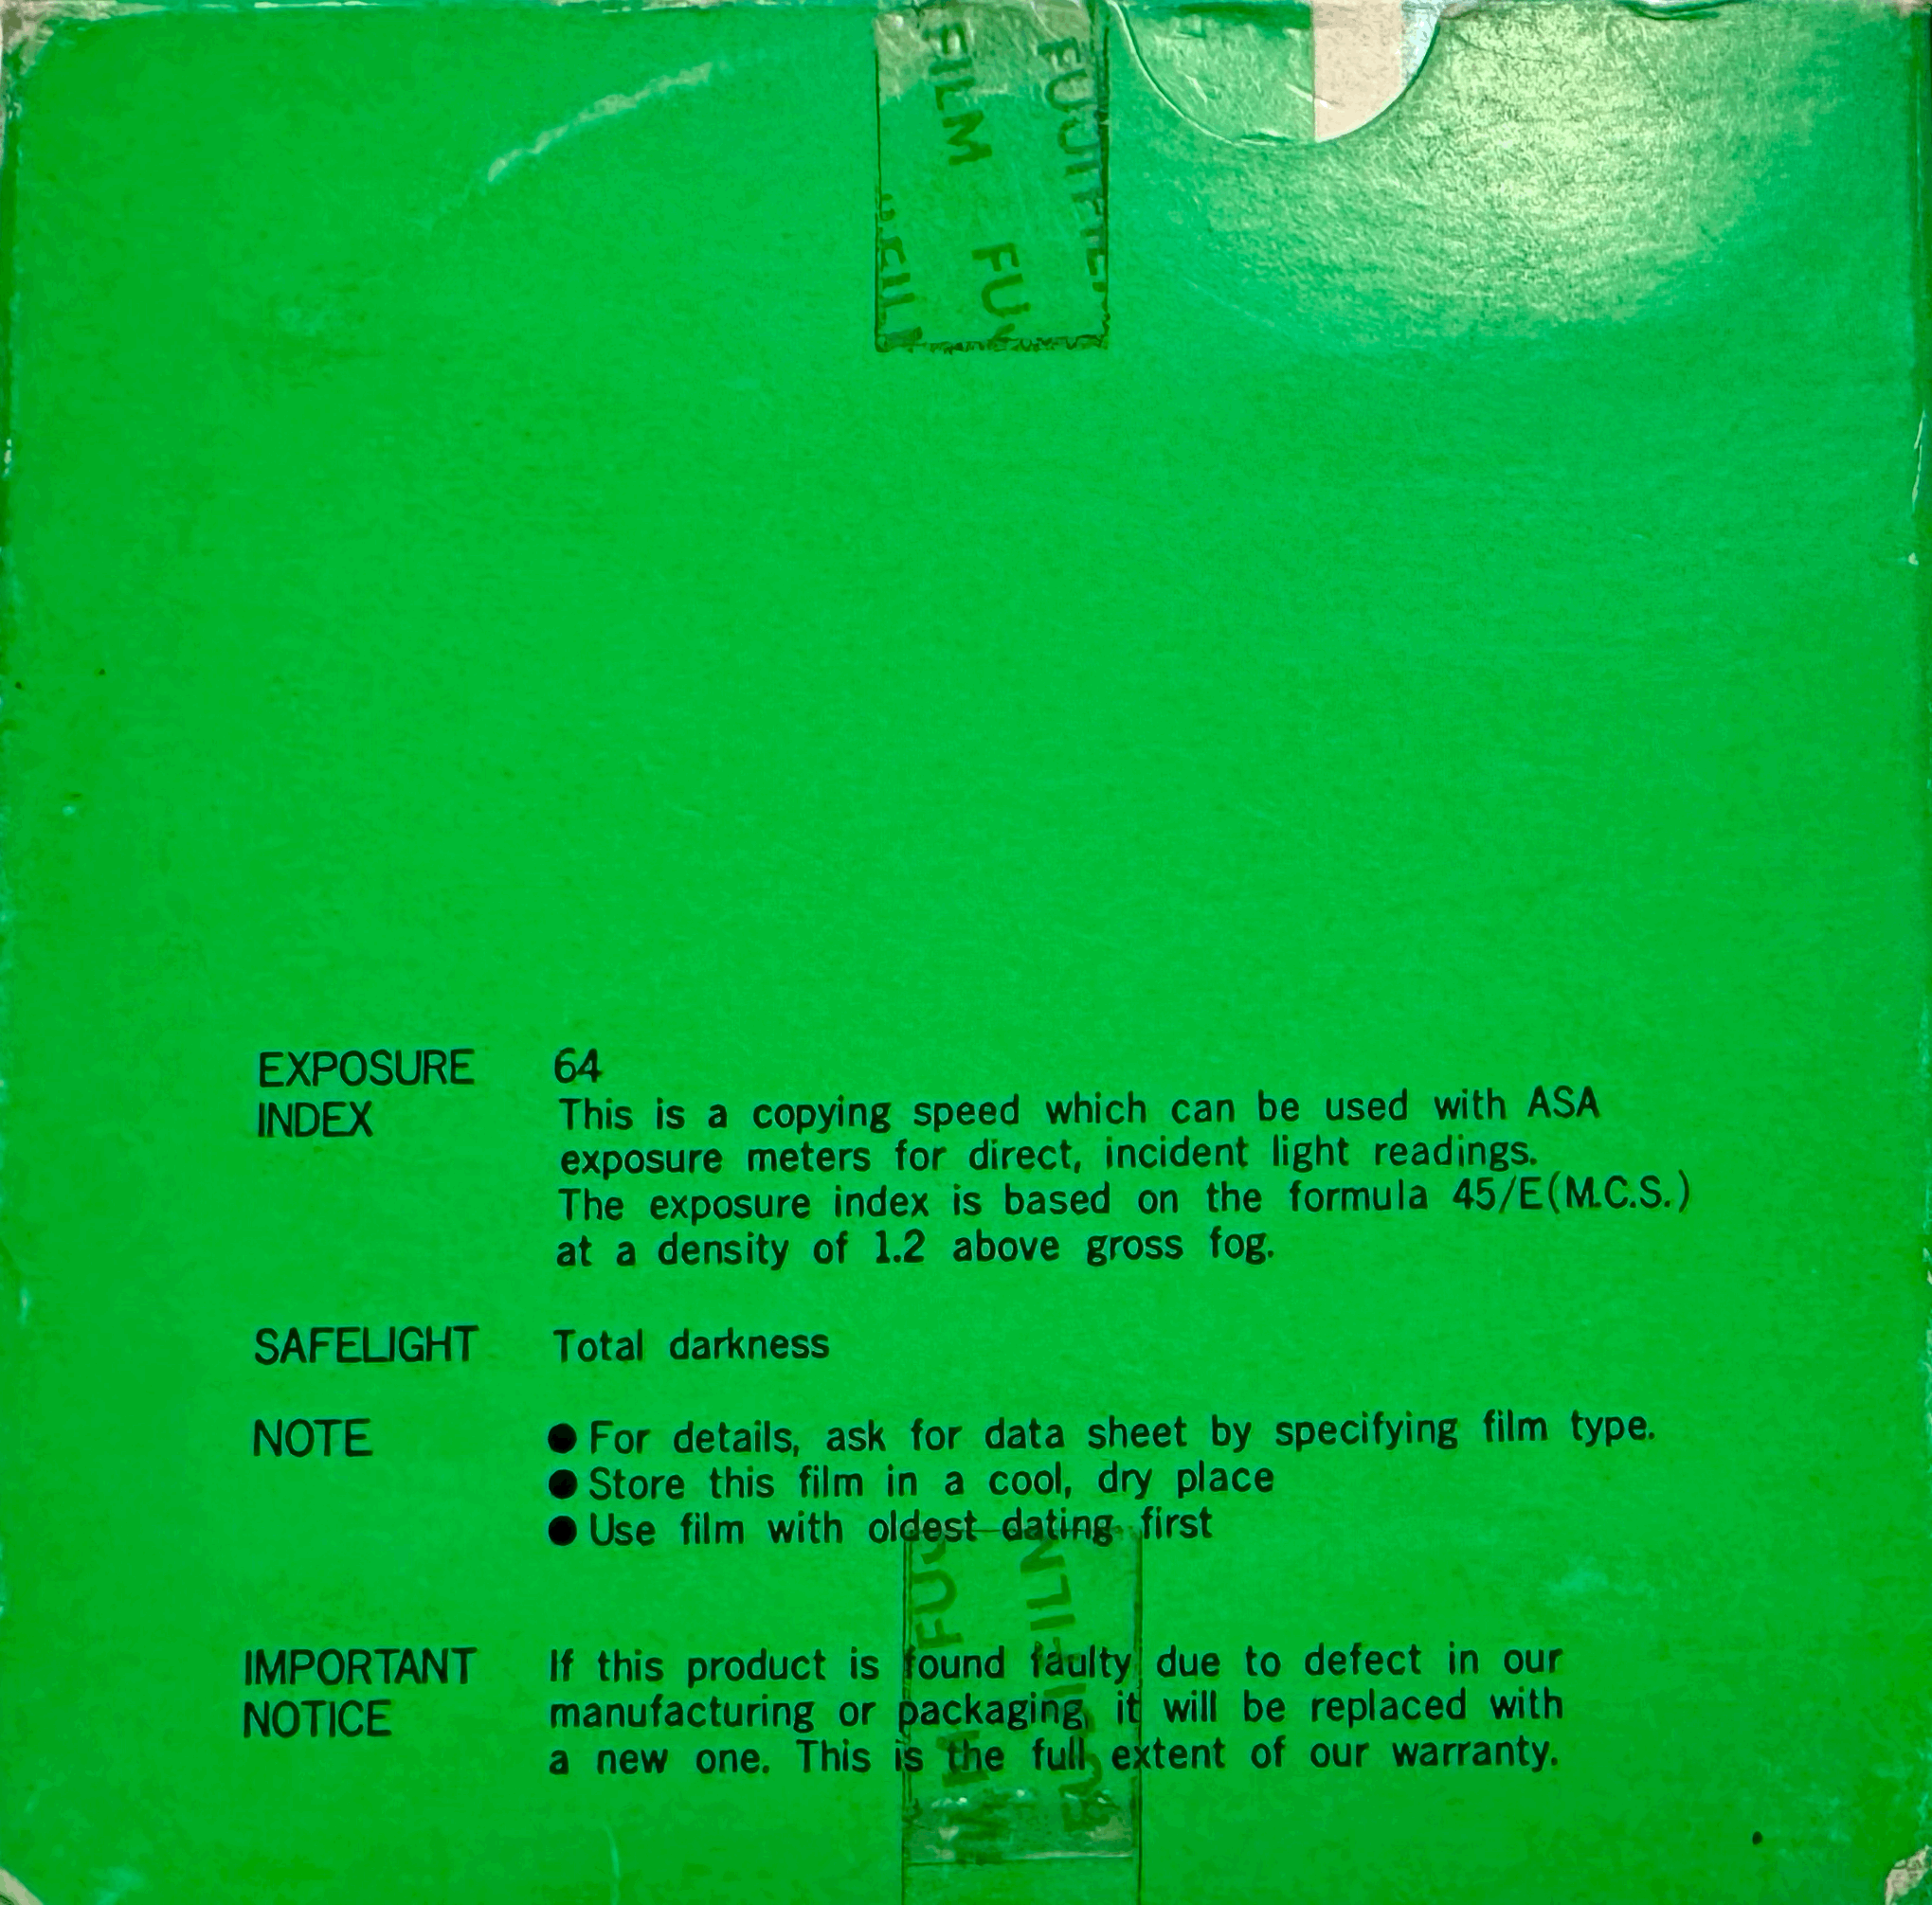 FILM FU
FUJIFIL
FILM
EXPOSURE INDEX
64
This is a copying speed which can be used with ASA
exposure meters for direct, incident light readings.
The exposure index is based on the formula 45/E(M.C.S.)
at a density of 1.2 above gross fog.
SAFELIGHT Total darkness
NOTE
● For details, ask for data sheet by specifying film type.
● Store this film in a cool, dry place
● Use film with oldest dating first
IMPORTANT NOTICE
If this product is found faulty due to defect in our
manufacturing or packaging, it will be replaced with
a new one. This is the full extent of our warranty.